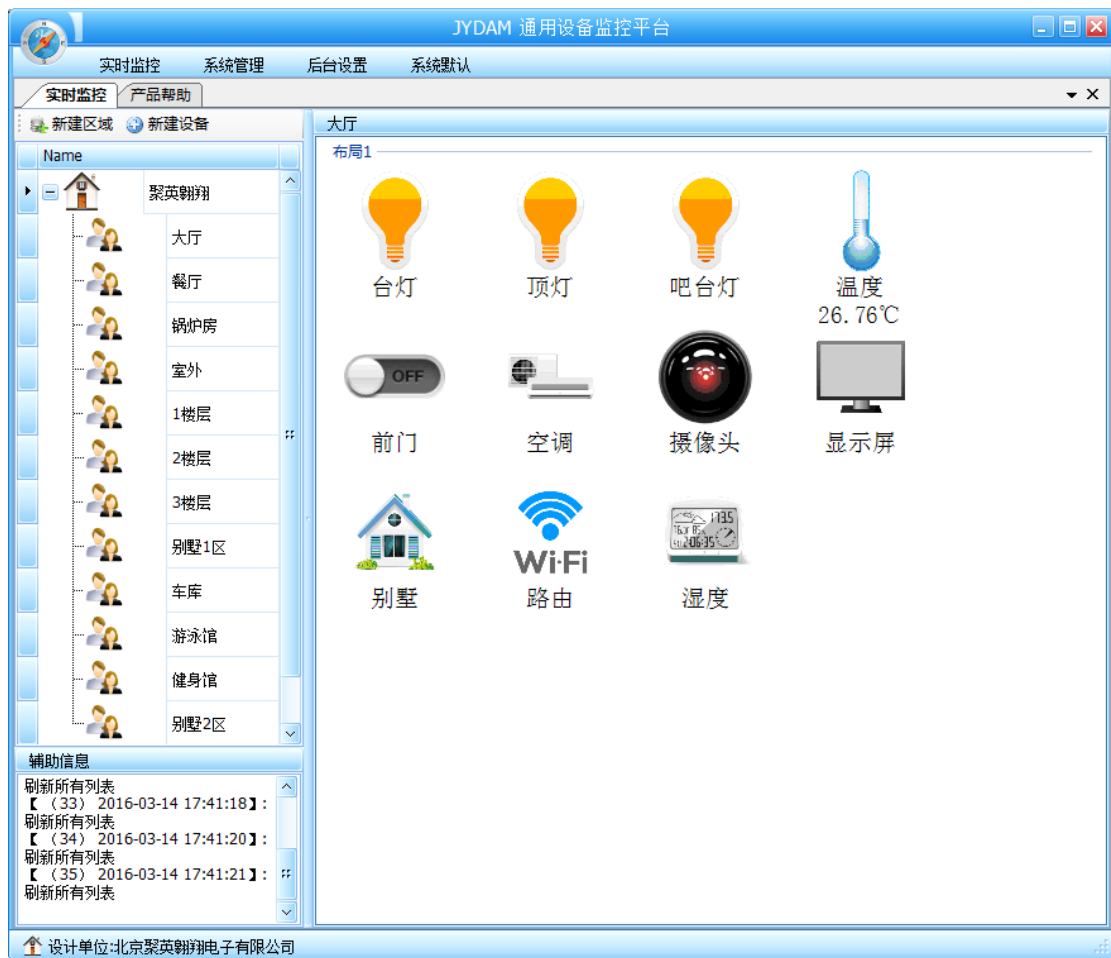 JYDAM 通用设备监控平台
实时监控 系统管理 后台设置 系统默认
实时监控 产品帮助
新建区域 新建设备
Name
聚英翱翔
大厅
餐厅
锅炉房
室外
1楼层
2楼层
3楼层
别墅1区
车库
游泳馆
健身馆
别墅2区
辅助信息
刷新所有列表
【 （33） 2016-03-14 17:41:18】:
刷新所有列表
【 （34） 2016-03-14 17:41:20】:
刷新所有列表
【 （35） 2016-03-14 17:41:21】:
刷新所有列表
大厅
布局1
台灯 顶灯 吧台灯 温度
26.76℃
OFF
前门 空调 摄像头 显示屏
Wi-Fi
别墅 路由 湿度
设计单位:北京聚英翱翔电子有限公司